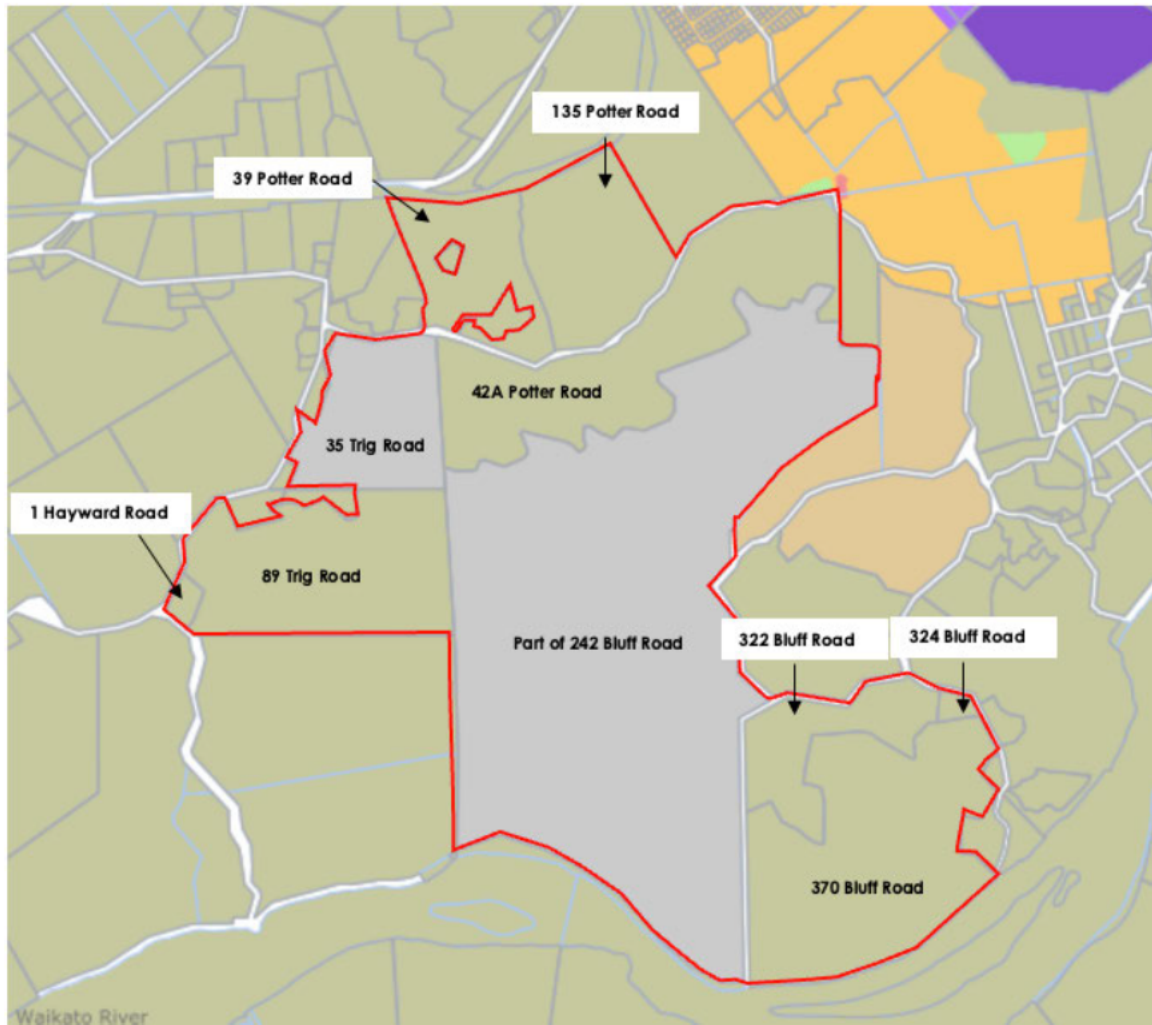 135 Potter Road
39 Potter Road
42A Potter Road
35 Trig Road
1 Hayward Road
89 Trig Road
Part of 242 Bluff Road
322 Bluff Road
324 Bluff Road
370 Bluff Road
Waikato River